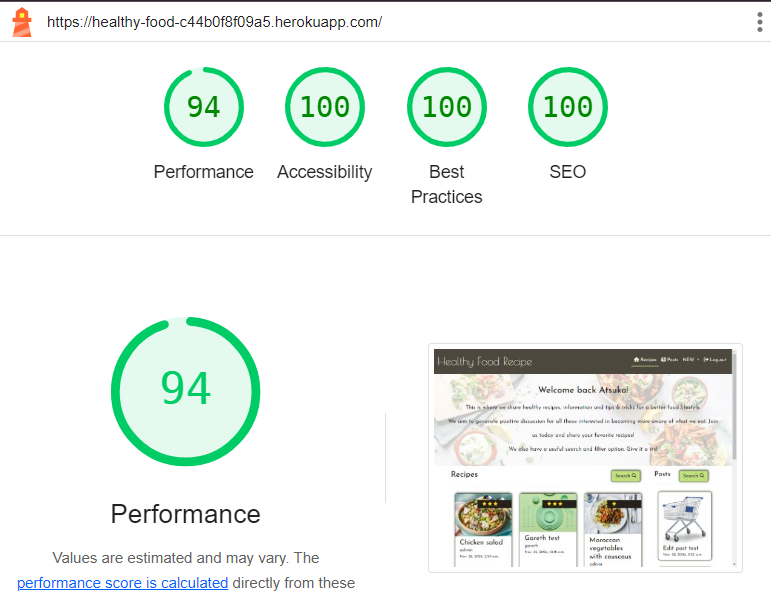 https://healthy-food-c44b0f8f09a5.herokuapp.com/
94
100
100
100
Performance
Accessibility
Best
Practices
SEO
94
Performance
Values are estimated and may vary. The
performance score is calculated directly from these
Healthy Food Recipe
Recipes
Posts
NEW
Log out
Welcome back Atsuko!
This is where we share healthy recipes, information and tips & tricks for a better food lifestyle.
We aim to generate positive discussion for all those interested in becoming more aware of what we eat. Join
us today and share your favorite recipes!
We also have a useful search and filter option. Give it a try!
Recipes
Search
Posts
Search
Chicken salad
admin
Gareth test
gareth
Moroccan
vegetables
with couscous
admin
Edit post test